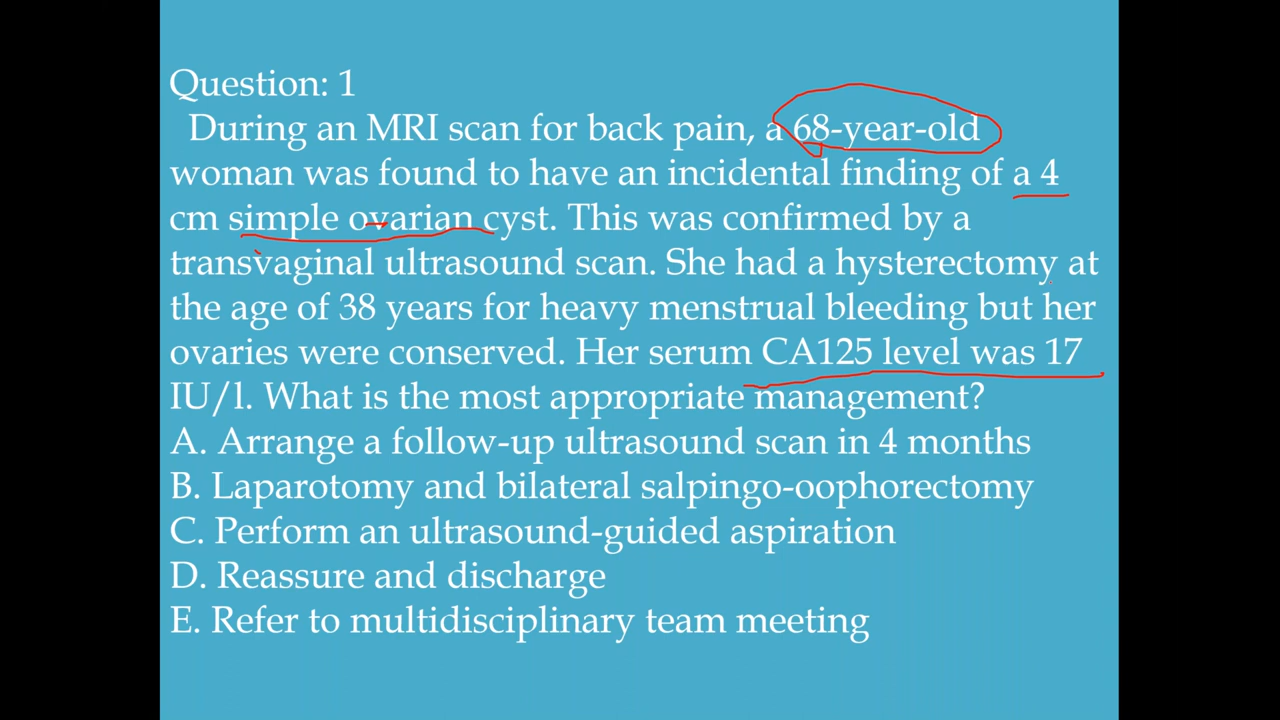 Question: 1
During an MRI scan for back pain, a 68-year-old
woman was found to have an incidental finding of a 4
cm simple ovarian cyst. This was confirmed by a
transvaginal ultrasound scan. She had a hysterectomy at
the age of 38 years for heavy menstrual bleeding but her
ovaries were conserved. Her serum CA125 level was 17
IU/l. What is the most appropriate management?
A. Arrange a follow-up ultrasound scan in 4 months
B. Laparotomy and bilateral salpingo-oophorectomy
C. Perform an ultrasound-guided aspiration
D. Reassure and discharge
E. Refer to multidisciplinary team meeting